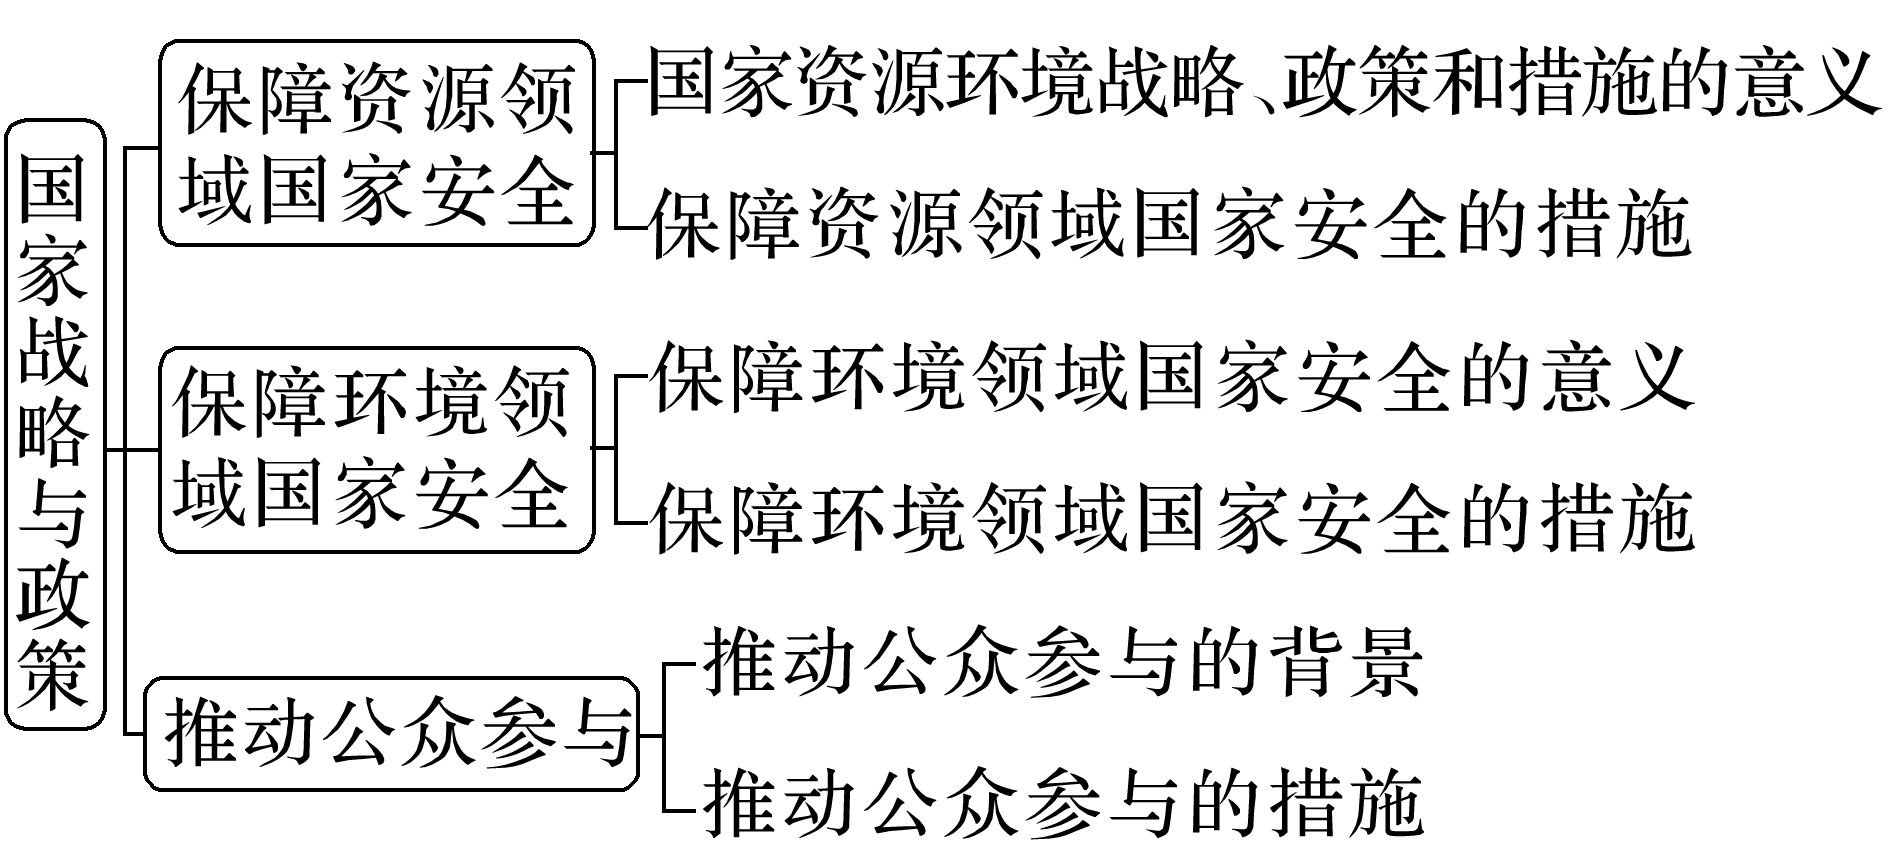 国家战略与政策
保障资源领
域国家安全
国家资源环境战略、政策和措施的意义
保障资源领域国家安全的措施
保障环境领
域国家安全
保障环境领域国家安全的意义
保障环境领域国家安全的措施
推动公众参与
推动公众参与的背景
推动公众参与的措施